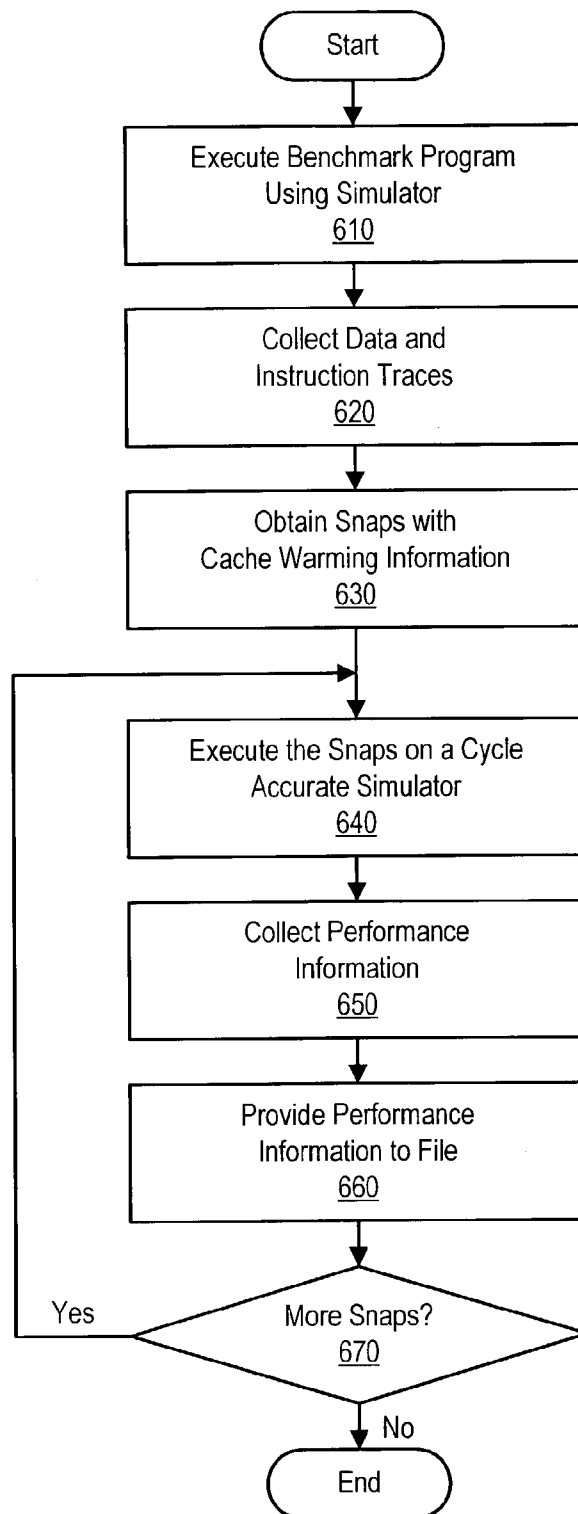 Start
Execute Benchmark Program
Using Simulator
610
Collect Data and
Instruction Traces
620
Obtain Snaps with
Cache Warming Information
630
Execute the Snaps on a Cycle
Accurate Simulator
640
Collect Performance
Information
650
Provide Performance
Information to File
660
Yes
More Snaps?
670
No
End